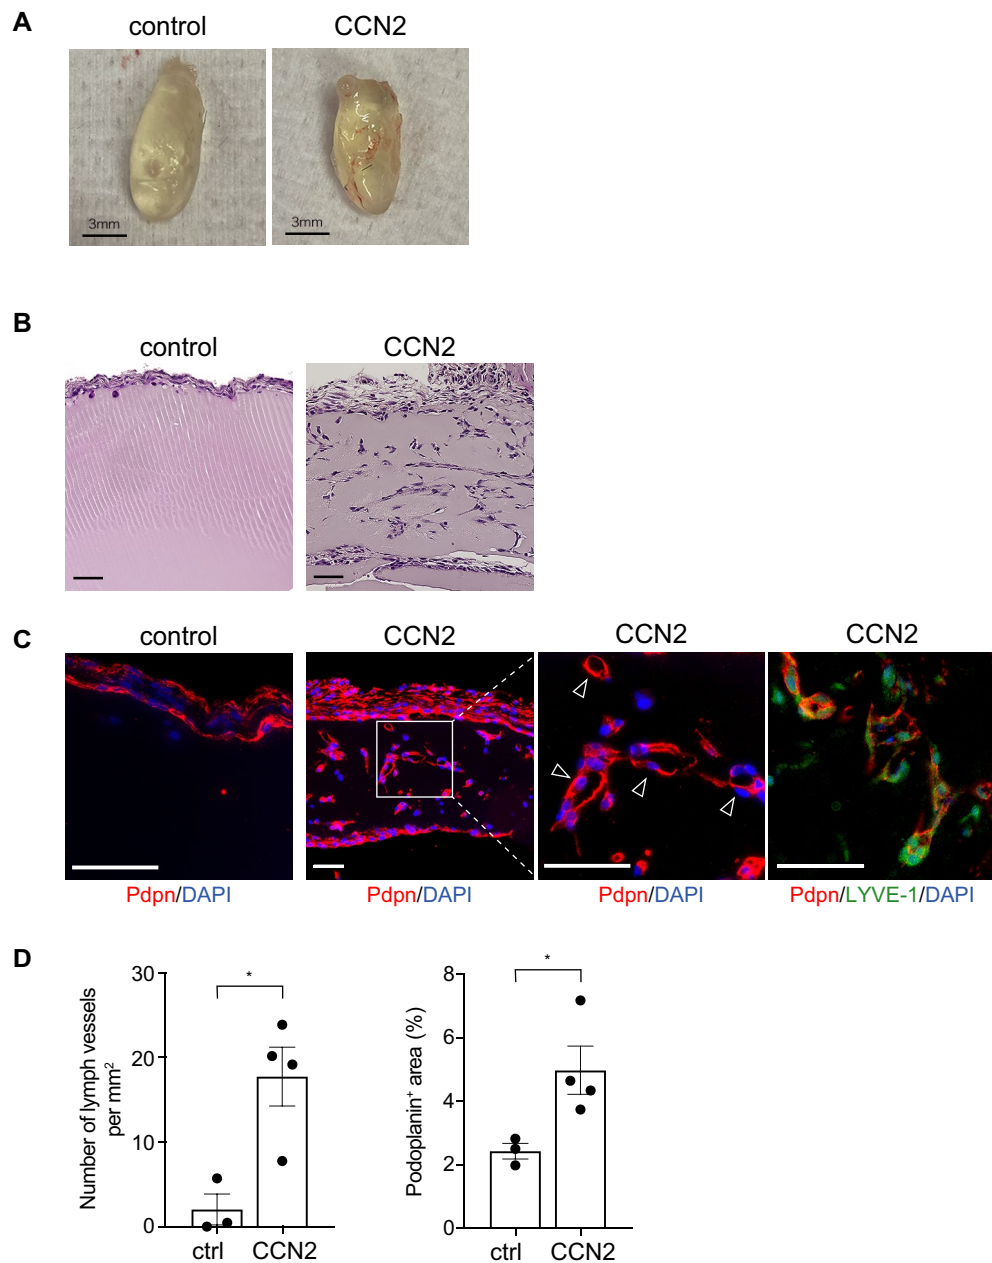 A
control
CCN2
3mm
3mm
B
control
CCN2
C
control
CCN2
CCN2
CCN2
Pdpn/DAPI
Pdpn/DAPI
Pdpn/DAPI
Pdpn/LYVE-1/DAPI
D
Number of lymph vessels
per mm²
30
20
10
0
*
ctrl
CCN2
Podoplanin⁺ area (%)
8
6
4
2
0
*
ctrl
CCN2